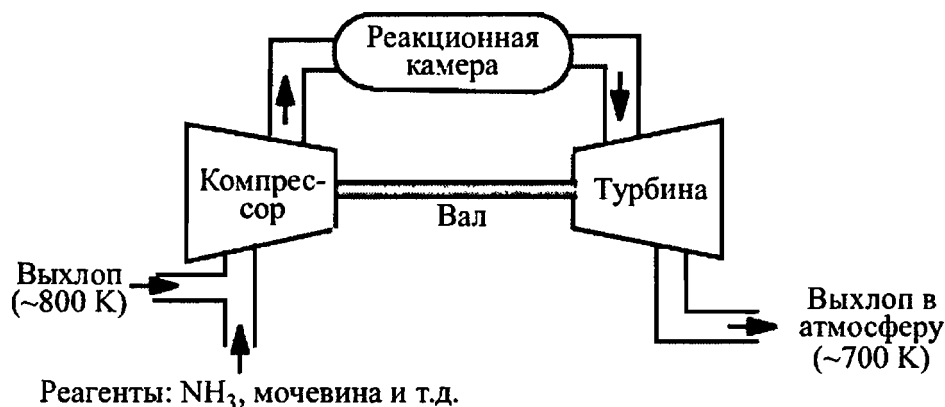 Реакционная
камера
Компрес-
сор
Турбина
Вал
Выхлоп
(~800 K)
Выхлоп в
атмосферу
(~700 K)
Реагенты: NH₃, мочевина и т.д.